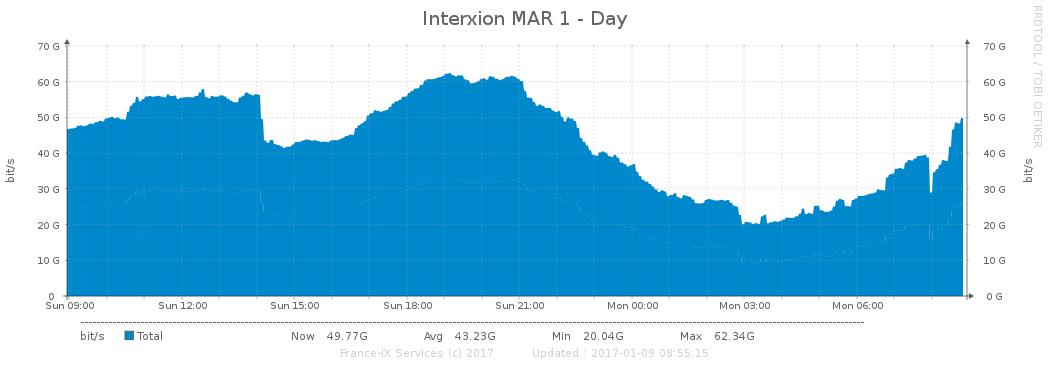 Interxion MAR 1 - Day
RRDTOOL / TOBI OETIKER
bit/s
70 G 70 G
60 G 60 G
50 G 50 G
40 G 40 G
30 G 30 G
20 G 20 G
10 G 10 G
0 0 G
bit/s
Sun 09:00 Sun 12:00 Sun 15:00 Sun 18:00 Sun 21:00 Mon 00:00 Mon 03:00 Mon 06:00
bit/s Total Now 49.77G Avg 43.23G Min 20.04G Max 62.34G
France-IX Services (c) 2017 Updated : 2017-01-09 08:55:15